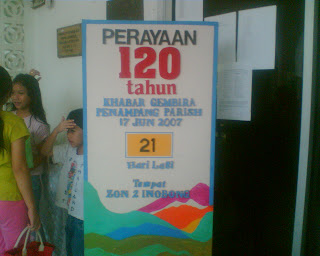 PERAYAAN
120
tahun
KHABAR GEMBIRA
PENAMPANG PARISH
17 JUN 2007
21
Hari Lagi
Tempat
ZON 2 INOBONG